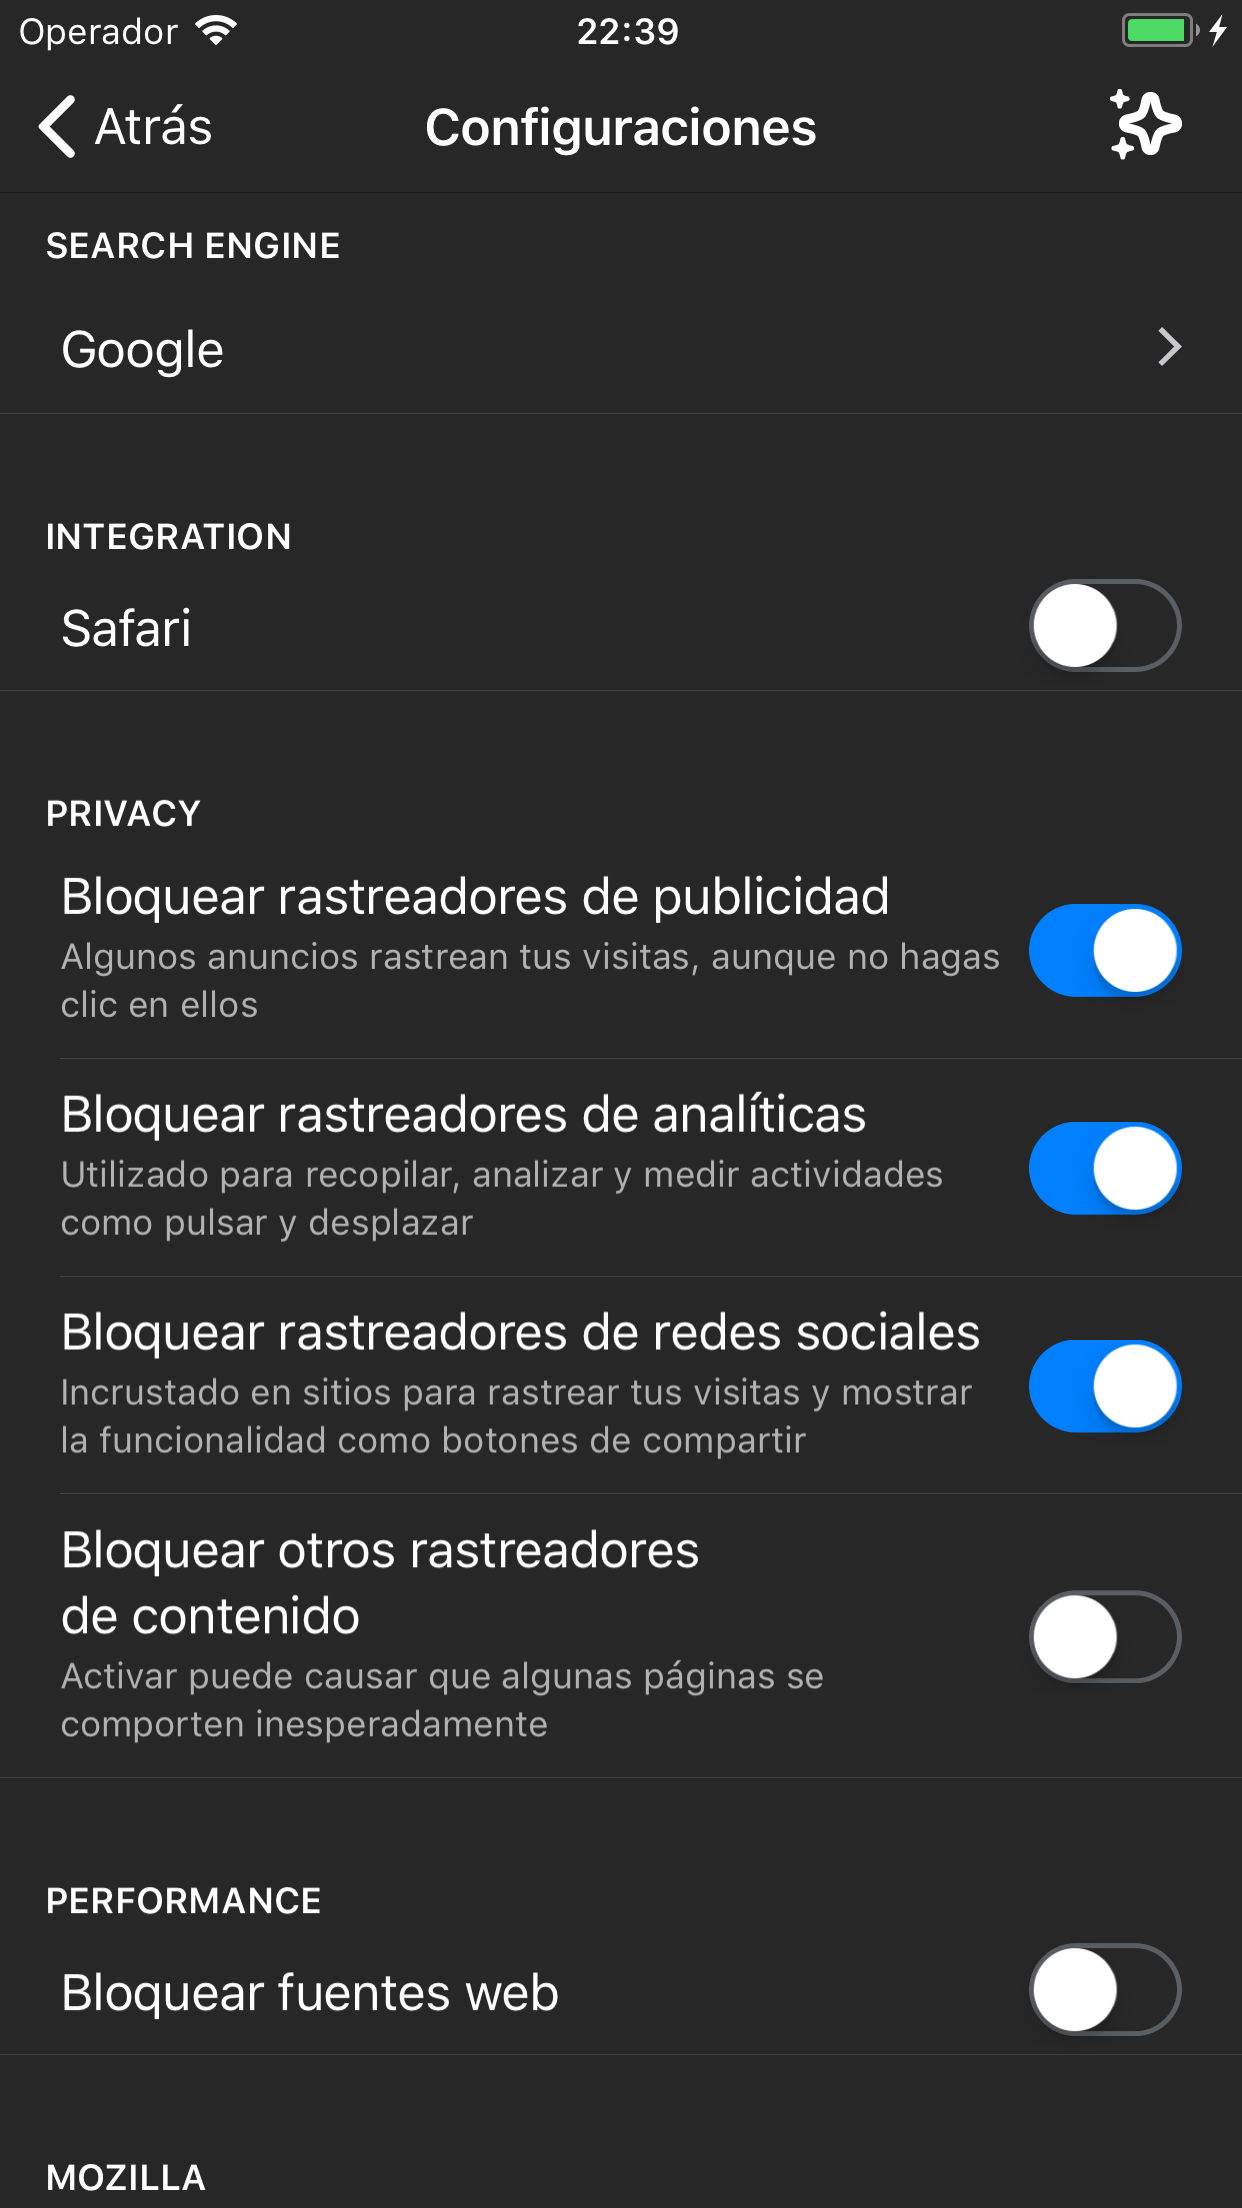 Operador
22:39
Atrás
Configuraciones
SEARCH ENGINE
Google
INTEGRATION
Safari
PRIVACY
Bloquear rastreadores de publicidad
Algunos anuncios rastrean tus visitas, aunque no hagas
clic en ellos
Bloquear rastreadores de analíticas
Utilizado para recopilar, analizar y medir actividades
como pulsar y desplazar
Bloquear rastreadores de redes sociales
Incrustado en sitios para rastrear tus visitas y mostrar
la funcionalidad como botones de compartir
Bloquear otros rastreadores
de contenido
Activar puede causar que algunas páginas se
comporten inesperadamente
PERFORMANCE
Bloquear fuentes web
MOZILLA